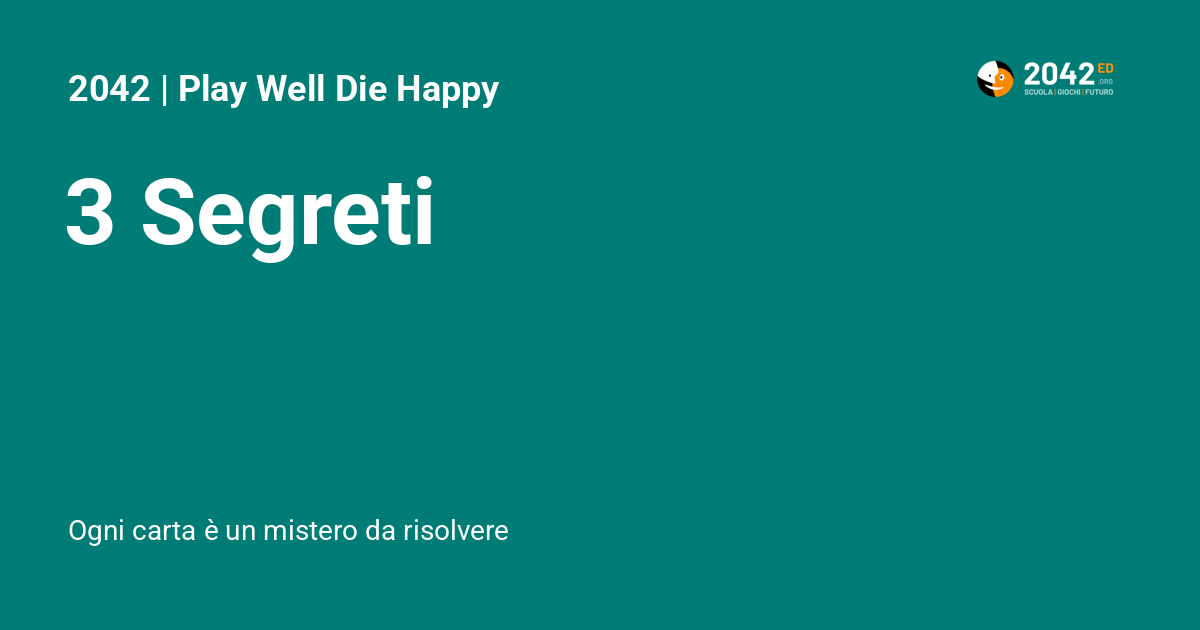 2042 | Play Well Die Happy
2042 ED
.ORG
SCUOLA | GIOCHI | FUTURO
3 Segreti
Ogni carta è un mistero da risolvere